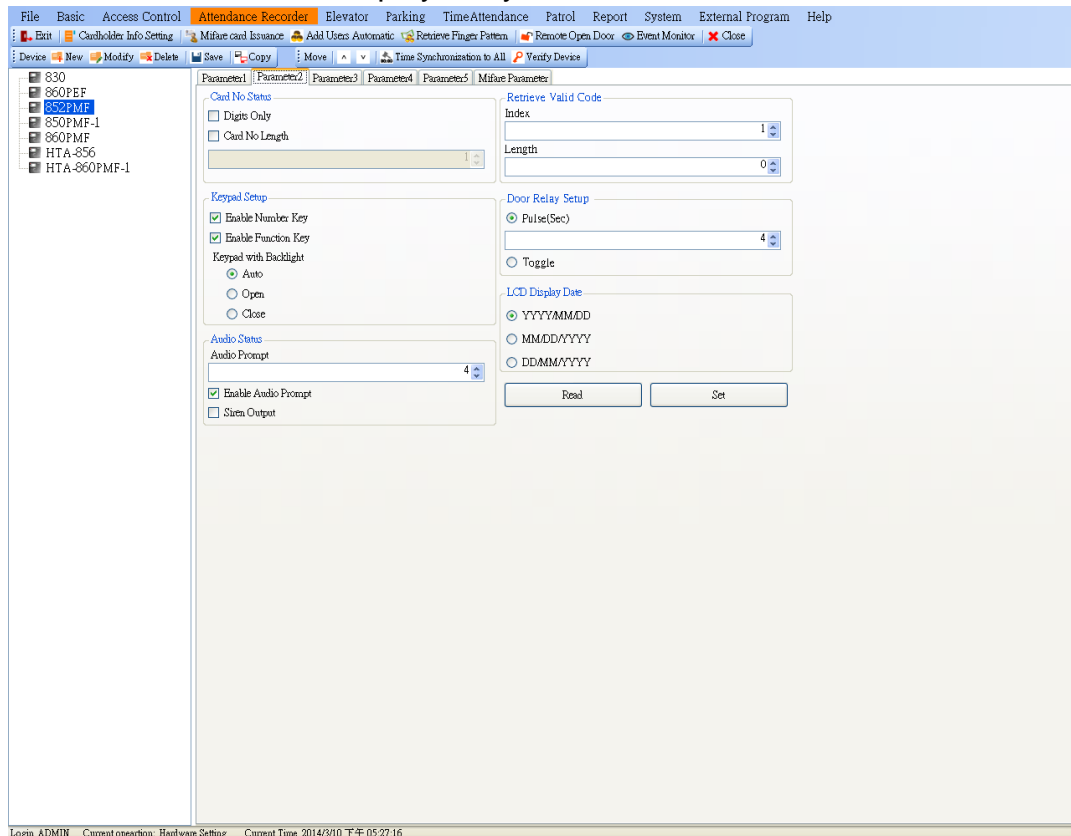 File Basic Access Control Attendance Recorder Elevator Parking TimeAttendance Patrol Report System External Program Help
Exit Cardholder Info Setting Mifare card Issuance Add Users Automatic Retrieve Finger Pattern Remote Open Door Event Monitor Close
Device New Modify Delete Save Copy Move Time Synchronization to All Verify Device
830
860PEF
852PMF
850PMF-1
860PMF
HTA-856
HTA-860PMF-1
Parameter1 Parameter2 Parameter3 Parameter4 Parameter5 Mifare Parameter
Card No Status
Digits Only
Card No Length
1
Keypad Setup
Enable Number Key
Enable Function Key
Keypad with Backlight
Auto
Open
Close
Audio Status
Audio Prompt
4
Enable Audio Prompt
Siren Output
Retrieve Valid Code
Index
1
Length
0
Door Relay Setup
Pulse(Sec)
4
Toggle
LCD Display Date
YYYY/MM/DD
MM/DD/YYYY
DD/MM/YYYY
Read Set
Login ADMIN Current opeartion: Hardware Setting Current Time 2014/3/10 下午 05:27:16